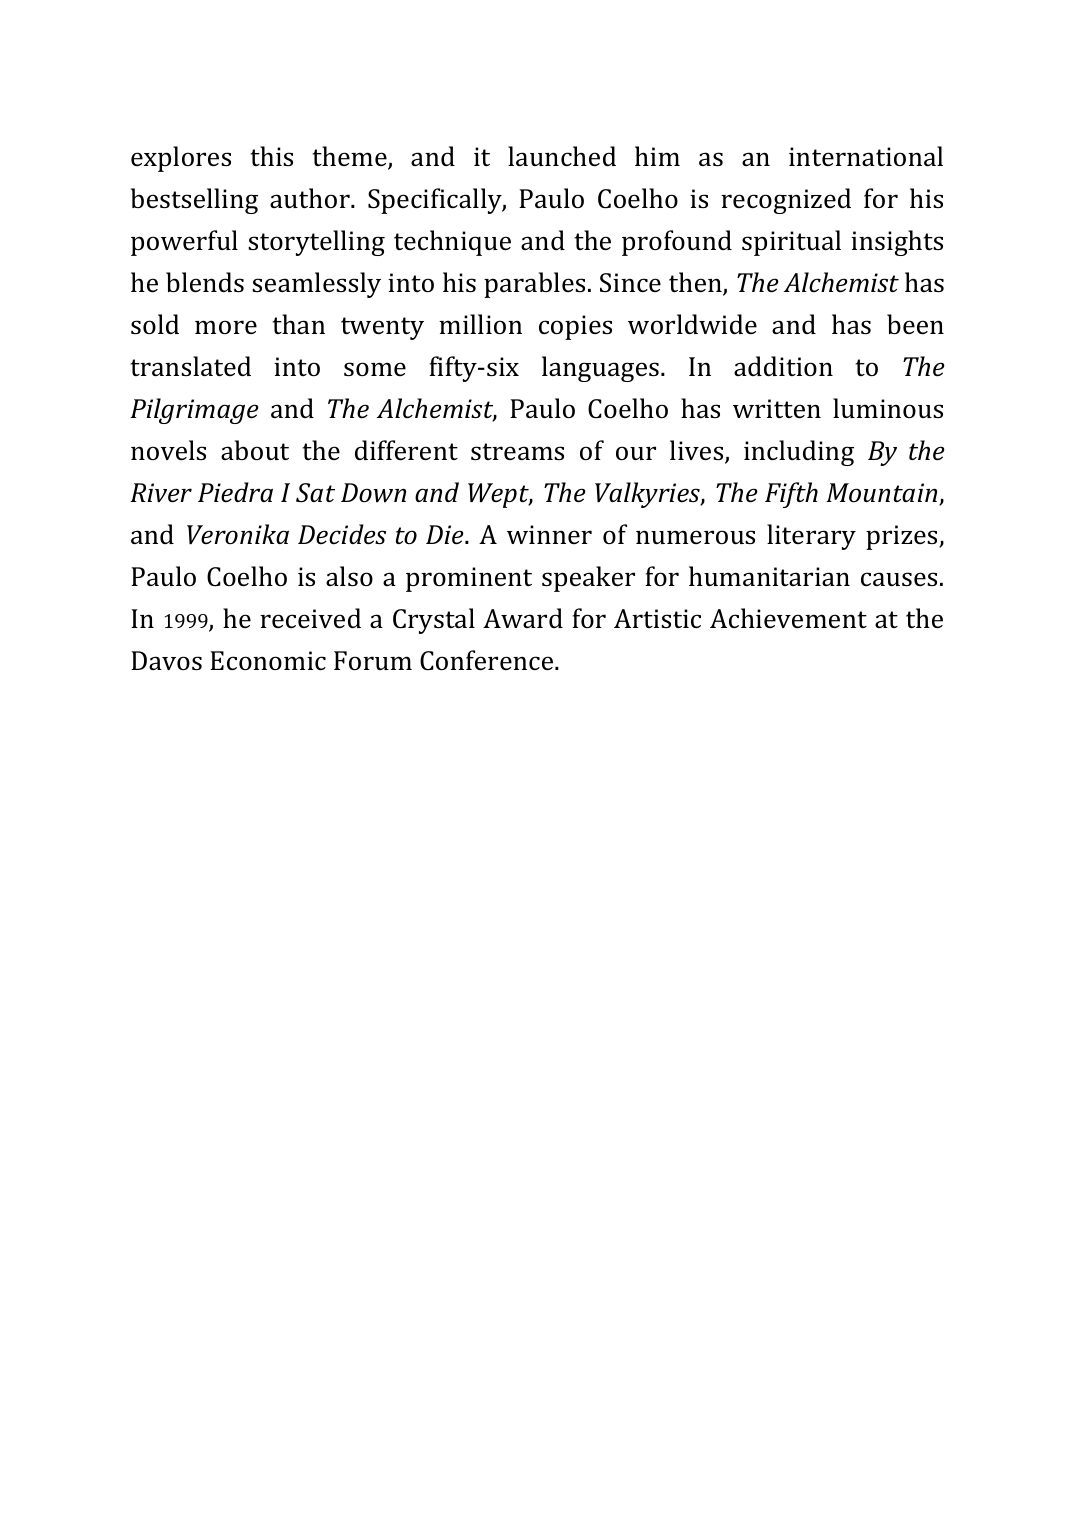 explores this theme, and it launched him as an international
bestselling author. Specifically, Paulo Coelho is recognized for his
powerful storytelling technique and the profound spiritual insights
he blends seamlessly into his parables. Since then, The Alchemist has
sold more than twenty million copies worldwide and has been
translated into some fifty-six languages. In addition to The
Pilgrimage and The Alchemist, Paulo Coelho has written luminous
novels about the different streams of our lives, including By the
River Piedra I Sat Down and Wept, The Valkyries, The Fifth Mountain,
and Veronika Decides to Die. A winner of numerous literary prizes,
Paulo Coelho is also a prominent speaker for humanitarian causes.
In 1999, he received a Crystal Award for Artistic Achievement at the
Davos Economic Forum Conference.